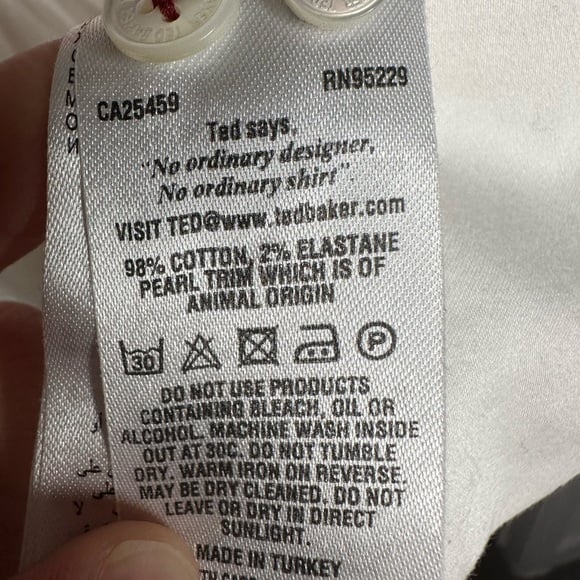 CA25459
RN95229
Ted says,
"No ordinary designer,
No ordinary shirt".
VISIT TED@www.tedbaker.com
98% COTTON, 2% ELASTANE
PEARL TRIM WHICH IS OF
ANIMAL ORIGIN
30
P
DO NOT USE PRODUCTS
CONTAINING BLEACH, OIL OR
ALCOHOL. MACHINE WASH INSIDE
OUT AT 30C. DO NOT TUMBLE
DRY. WARM IRON ON REVERSE.
MAY BE DRY CLEANED. DO NOT
LEAVE OR DRY IN DIRECT
SUNLIGHT.
MADE IN TURKEY